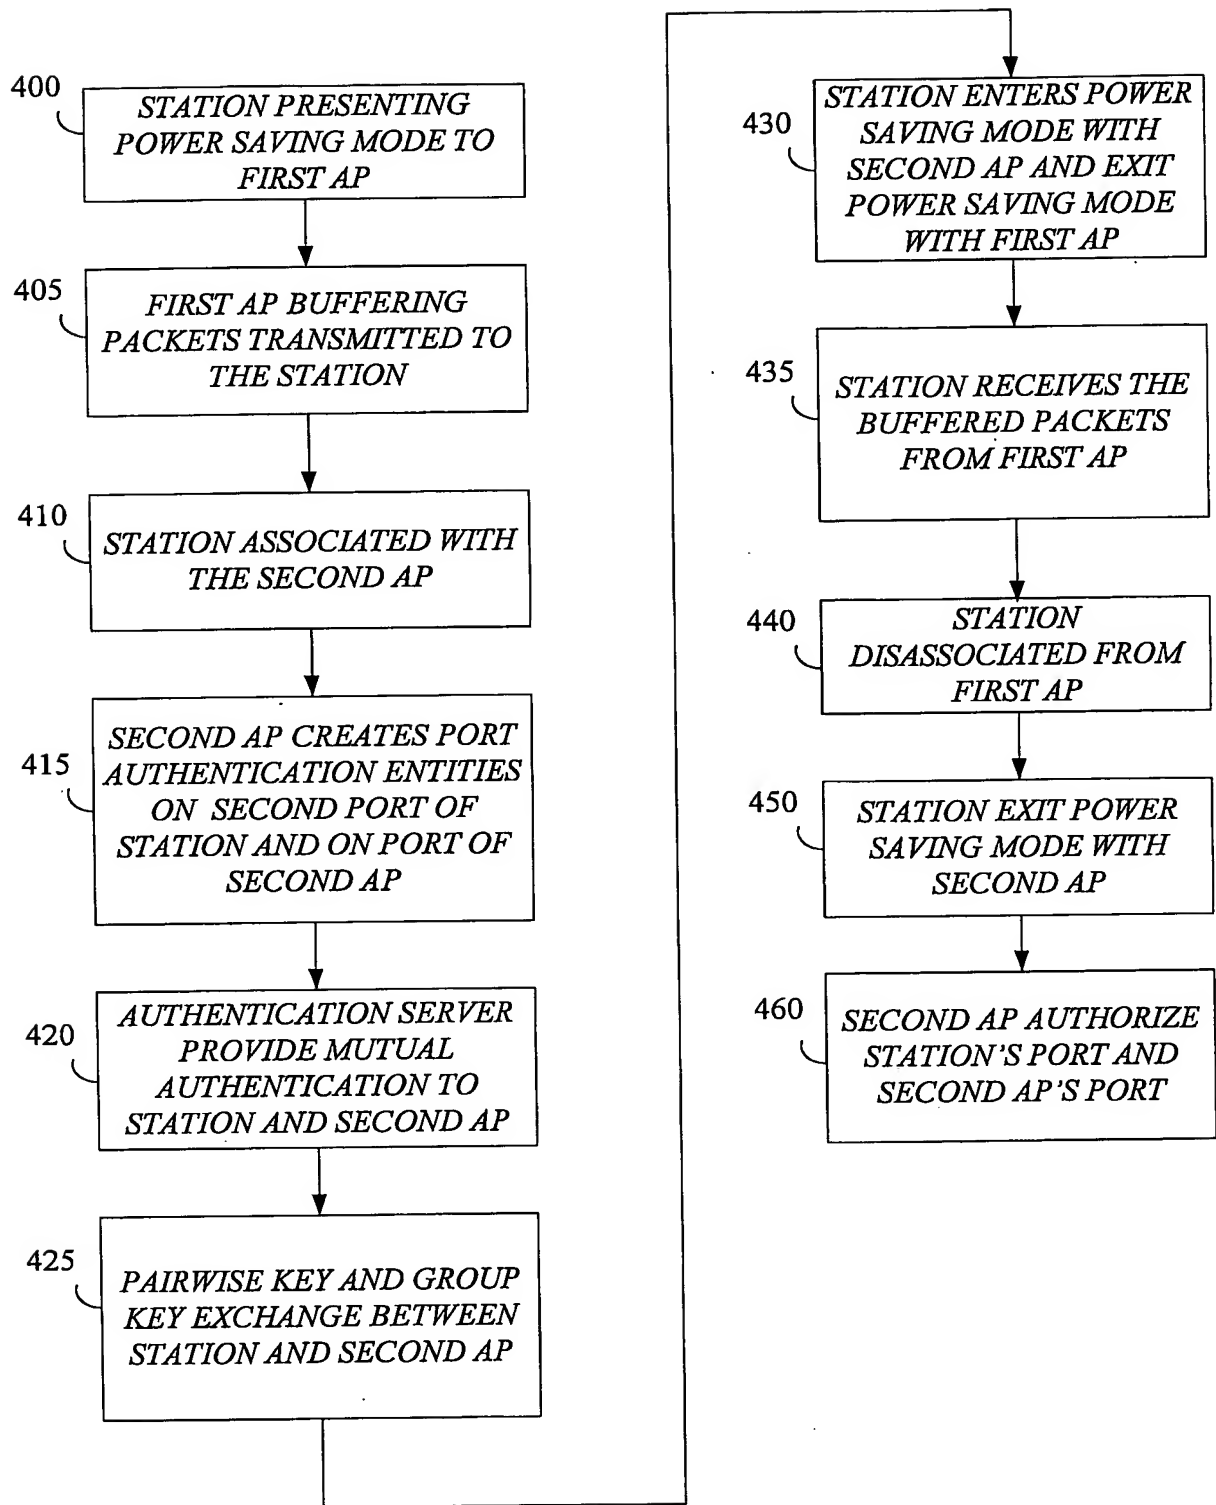 400
STATION PRESENTING
POWER SAVING MODE TO
FIRST AP
405
FIRST AP BUFFERING
PACKETS TRANSMITTED TO
THE STATION
410
STATION ASSOCIATED WITH
THE SECOND AP
415
SECOND AP CREATES PORT
AUTHENTICATION ENTITIES
ON SECOND PORT OF
STATION AND ON PORT OF
SECOND AP
420
AUTHENTICATION SERVER
PROVIDE MUTUAL
AUTHENTICATION TO
STATION AND SECOND AP
425
PAIRWISE KEY AND GROUP
KEY EXCHANGE BETWEEN
STATION AND SECOND AP
430
STATION ENTERS POWER
SAVING MODE WITH
SECOND AP AND EXIT
POWER SAVING MODE
WITH FIRST AP
435
STATION RECEIVES THE
BUFFERED PACKETS
FROM FIRST AP
440
STATION
DISASSOCIATED FROM
FIRST AP
450
STATION EXIT POWER
SAVING MODE WITH
SECOND AP
460
SECOND AP AUTHORIZE
STATION'S PORT AND
SECOND AP'S PORT